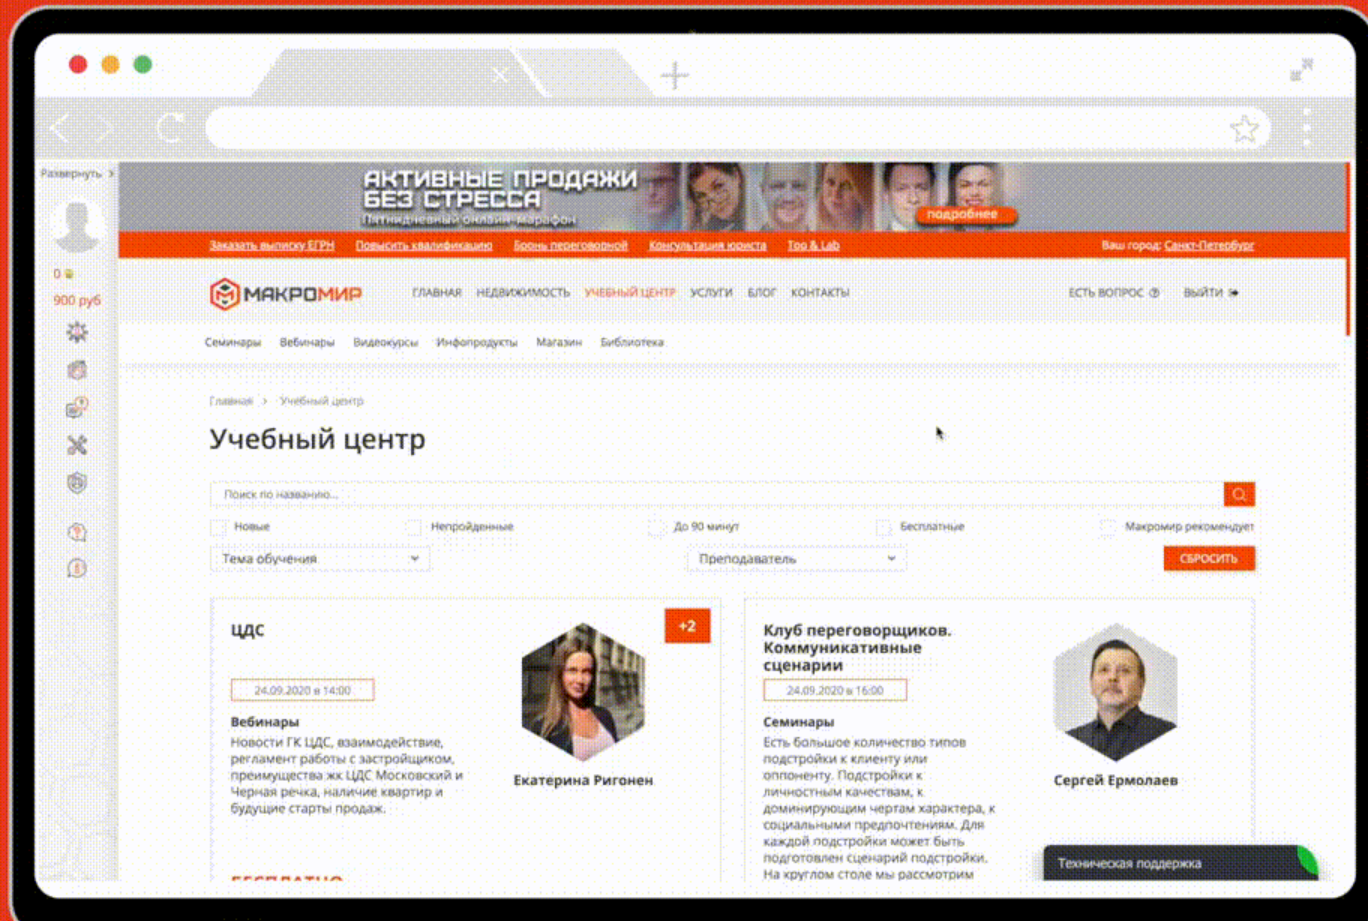 Развернуть >
0
900 руб
АКТИВНЫЕ ПРОДАЖИ
БЕЗ СТРЕССА
Пятидневный онлайн-марафон
подробнее
Заказать выписку ЕГРН Повысить квалификацию Бронь переговорной Консультация юриста Top & Lab Ваш город: Санкт-Петербург
МАКРОМИР ГЛАВНАЯ НЕДВИЖИМОСТЬ УЧЕБНЫЙ ЦЕНТР УСЛУГИ БЛОГ КОНТАКТЫ ЕСТЬ ВОПРОС ВЫЙТИ
Семинары Вебинары Видеокурсы Инфопродукты Магазин Библиотека
Главная > Учебный центр
Учебный центр
Поиск по названию...
Новые Непройденные До 90 минут Бесплатные Макромир рекомендует
Тема обучения Преподаватель СБРОСИТЬ
ЦДС
+2
24.09.2020 в 14:00
Вебинары
Новости ГК ЦДС, взаимодействие,
регламент работы с застройщиком,
преимущества жк ЦДС Московский и
Черная речка, наличие квартир и
будущие старты продаж.
Екатерина Ригонен
БЕСПЛАТНО
Клуб переговорщиков.
Коммуникативные
сценарии
24.09.2020 в 16:00
Семинары
Есть большое количество типов
подстройки к клиенту или
оппоненту. Подстройки к
личностным качествам, к
доминирующим чертам характера, к
социальными предпочтениям. Для
каждой подстройки может быть
подготовлен сценарий подстройки.
На круглом столе мы рассмотрим
Сергей Ермолаев
Техническая поддержка